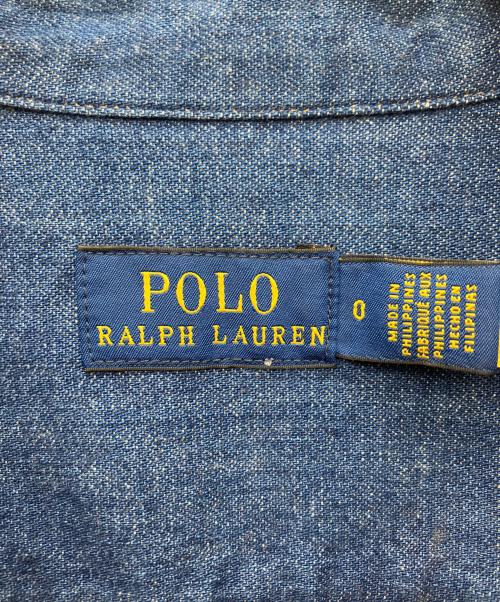 POLO
RALPH LAUREN
0
MADE IN
PHILIPPINES
FABRIQUÉ AUX
PHILIPPINES
HECHO EN
FILIPINAS